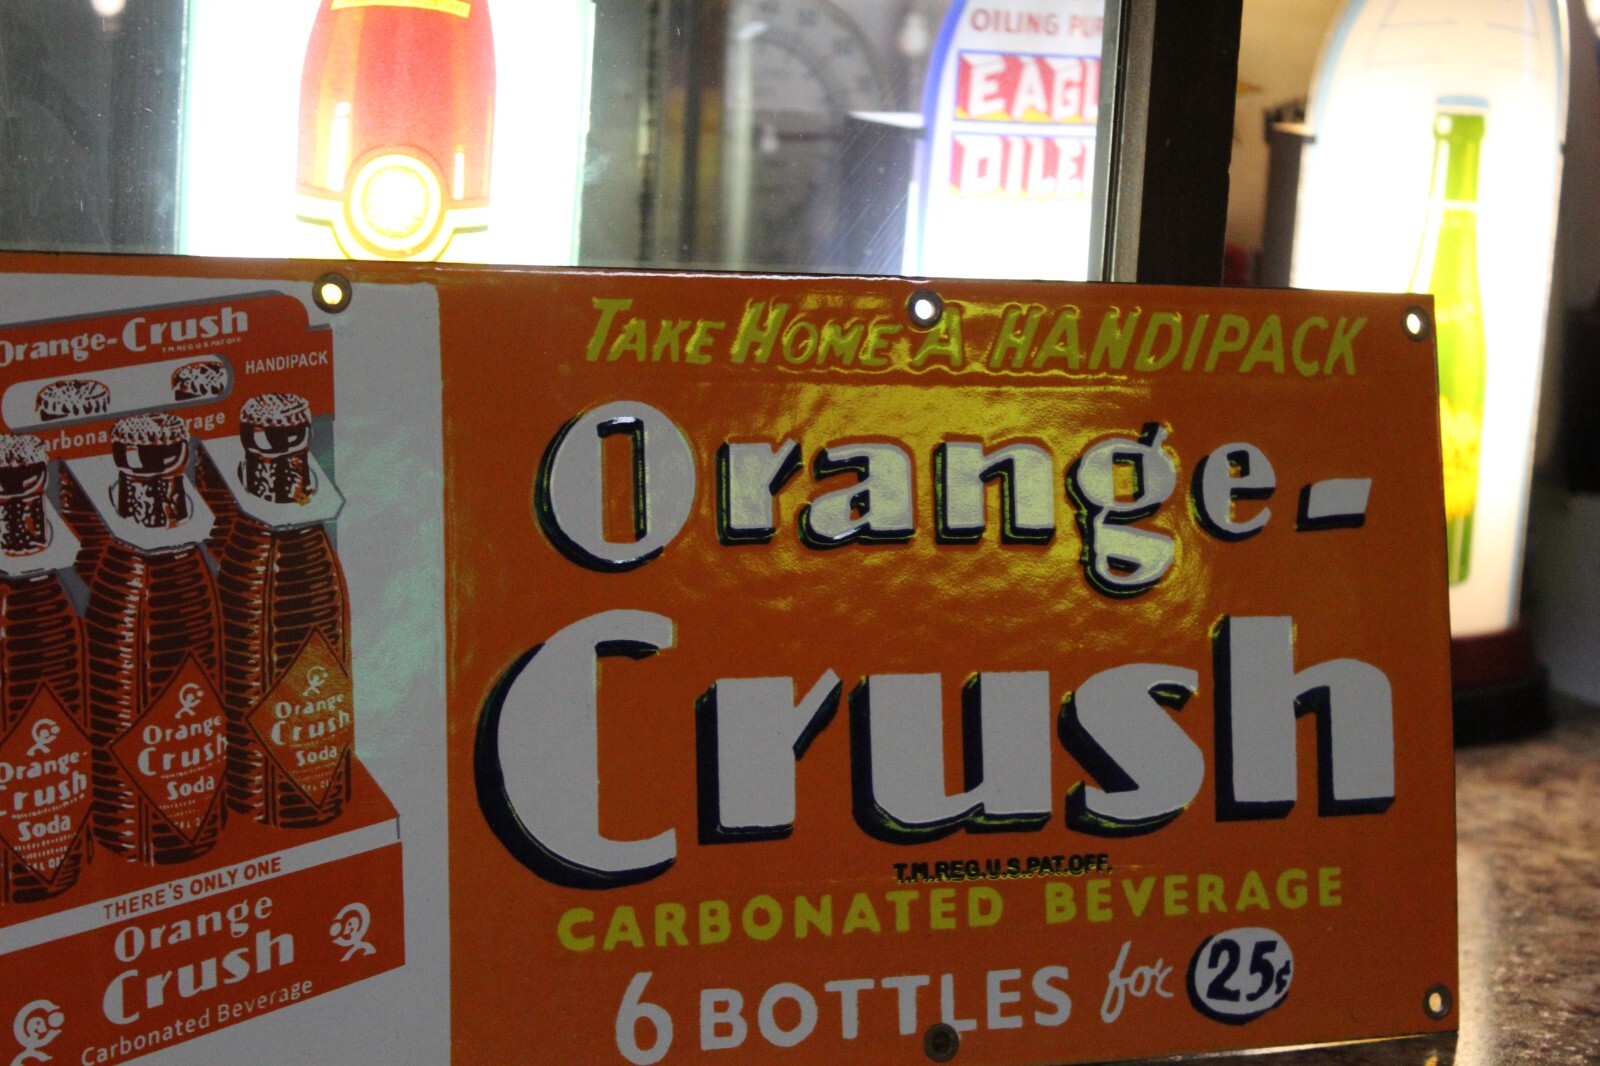 OILING
EAGL
OILE
Orange-Crush
T M REG U S PAT OFF
HANDIPACK
TAKE HOME A HANDIPACK
Orange-
Crush
T.M.REG.U.S.PAT.OFF.
CARBONATED BEVERAGE
6 BOTTLES for 25¢
Orange-
Crush
Soda
Orange
Crush
Soda
Orange
Crush
Soda
THERE'S ONLY ONE
Orange
Crush
Carbonated Beverage